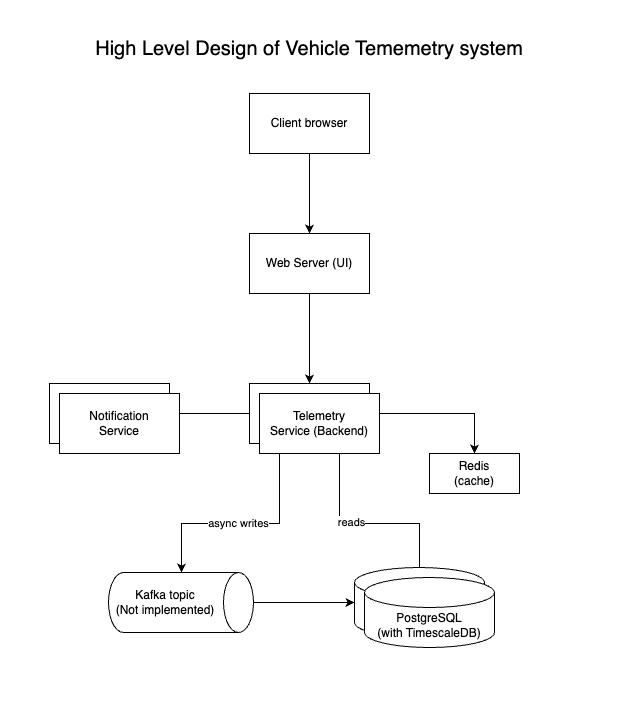 High Level Design of Vehicle Tememetry system
Client browser
Web Server (UI)
Notification
Service
Telemetry
Service (Backend)
Redis
(cache)
async writes
reads
Kafka topic
(Not implemented)
PostgreSQL
(with TimescaleDB)